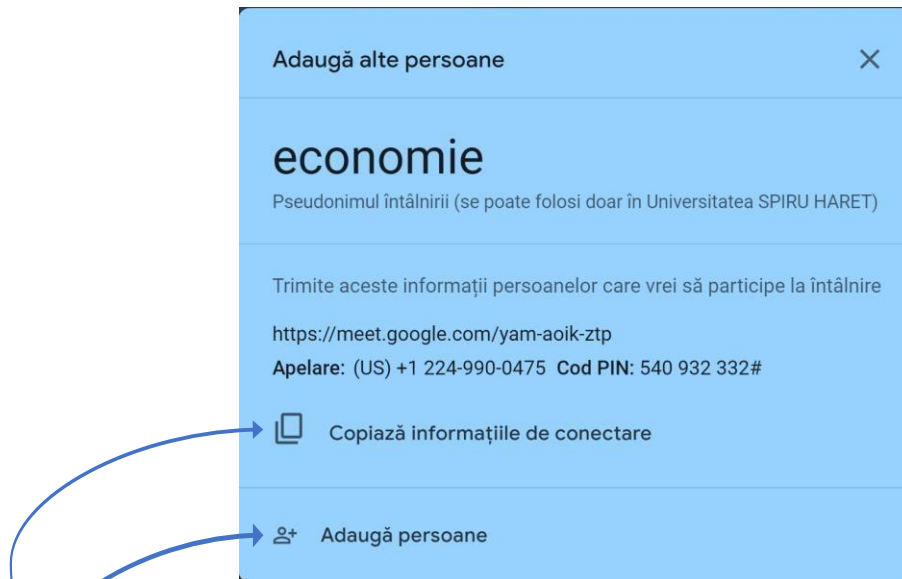 Adaugă alte persoane
economie
Pseudonimul întâlnirii (se poate folosi doar în Universitatea SPIRU HARET)
Trimite aceste informații persoanelor care vrei să participe la întâlnire
https://meet.google.com/yam-aoik-ztp
Apelare: (US) +1 224-990-0475 Cod PIN: 540 932 332#
Copiază informațiile de conectare
Adaugă persoane